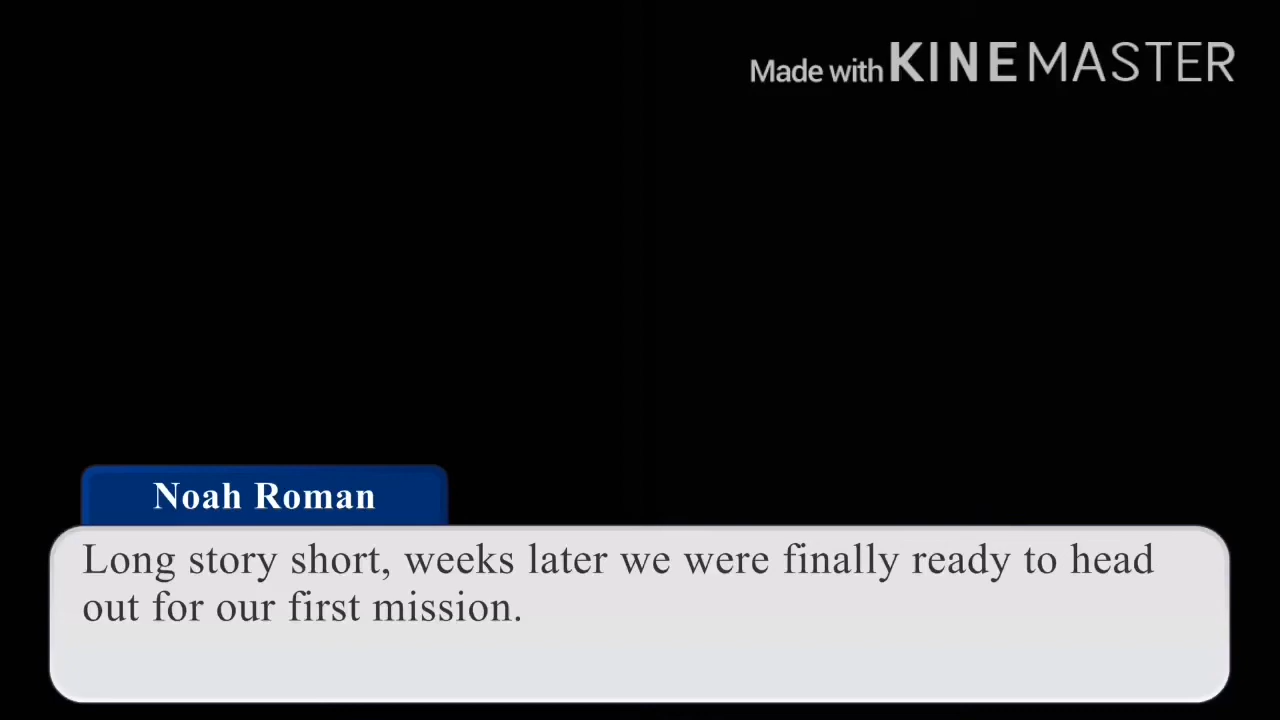 Made with KINEMASTER
Noah Roman
Long story short, weeks later we were finally ready to head
out for our first mission.